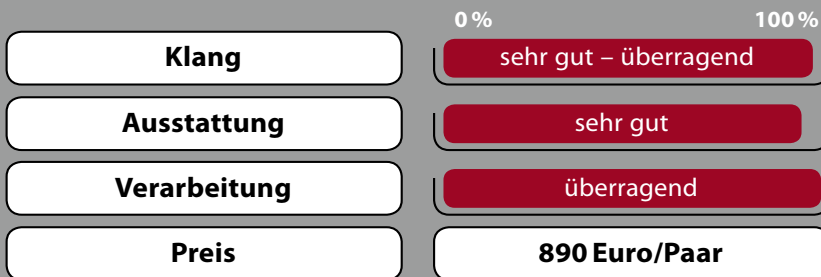 0 % 100 %
Klang sehr gut – überragend
Ausstattung sehr gut
Verarbeitung überragend
Preis 890 Euro/Paar